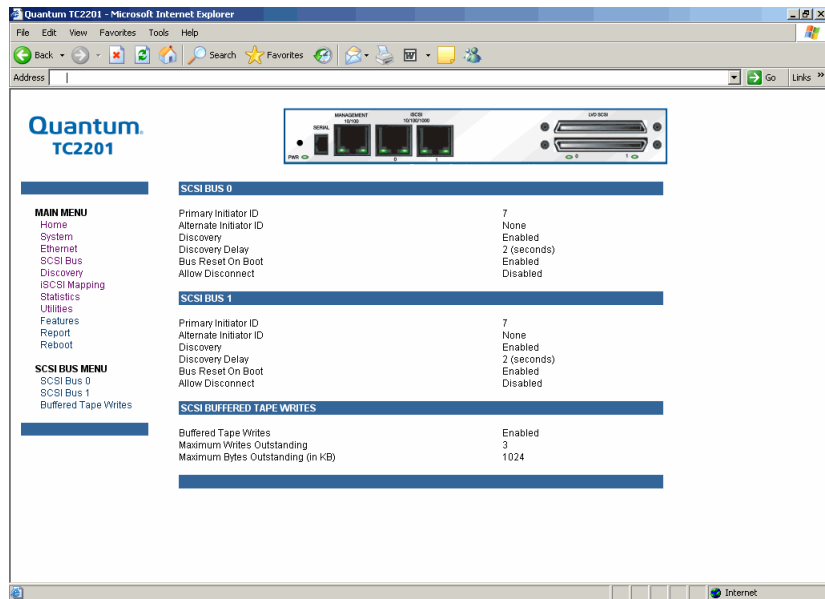 Quantum TC2201 - Microsoft Internet Explorer
File Edit View Favorites Tools Help
Back Search Favorites
Address Go Links »
Quantum.
TC2201
MANAGEMENT
10/100
iSCSI
10/100/1000
LVD SCSI
SERIAL
PWR 0 1 0 1
SCSI BUS 0
MAIN MENU
Home
System
Ethernet
SCSI Bus
Discovery
iSCSI Mapping
Statistics
Utilities
Features
Report
Reboot
SCSI BUS MENU
SCSI Bus 0
SCSI Bus 1
Buffered Tape Writes
Primary Initiator ID 7
Alternate Initiator ID None
Discovery Enabled
Discovery Delay 2 (seconds)
Bus Reset On Boot Enabled
Allow Disconnect Disabled
SCSI BUS 1
Primary Initiator ID 7
Alternate Initiator ID None
Discovery Enabled
Discovery Delay 2 (seconds)
Bus Reset On Boot Enabled
Allow Disconnect Disabled
SCSI BUFFERED TAPE WRITES
Buffered Tape Writes Enabled
Maximum Writes Outstanding 3
Maximum Bytes Outstanding (in KB) 1024
Internet